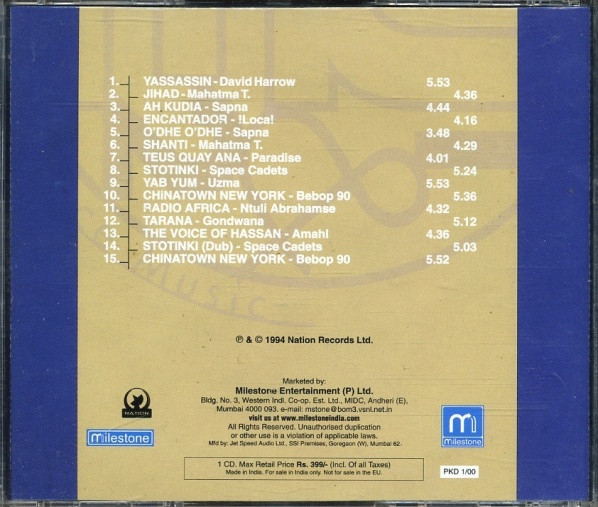 1. YASSASSIN - David Harrow 5.53
2. JIHAD - Mahatma T. 4.36
3. AH KUDIA - Sapna 4.44
4. ENCANTADOR - !Loca! 4.16
5. O'DHE O'DHE - Sapna 3.48
6. SHANTI - Mahatma T. 4.29
7. TEUS QUAY ANA - Paradise 4.01
8. STOTINKI - Space Cadets 5.24
9. YAB YUM - Uzma 5.53
10. CHINATOWN NEW YORK - Bebop 90 5.36
11. RADIO AFRICA - Ntuli Abrahamse 4.32
12. TARANA - Gondwana 5.12
13. THE VOICE OF HASSAN - Amahl 4.36
14. STOTINKI (Dub) - Space Cadets 5.03
15. CHINATOWN NEW YORK - Bebop 90 5.52
MUSIC
℗ & © 1994 Nation Records Ltd.
Marketed by:
Milestone Entertainment (P) Ltd.
Bldg. No. 3, Western Indl. Co-op. Est. Ltd., MIDC, Andheri (E),
Mumbai 4000 093. e-mail: mstone@bom3.vsnl.net.in
visit us at www.milestoneindia.com
All Rights Reserved. Unauthorised duplication
or other use is a violation of applicable laws.
Mfd by: Jet Speed Audio Ltd., SSI Premises, Goregaon (W), Mumbai 62.
NATION
milestone
m
milestone
1 CD. Max Retail Price Rs. 399/- (Incl. Of all Taxes)
Made in India. For sale in India only. Not for sale in the EU.
PKD 1/00